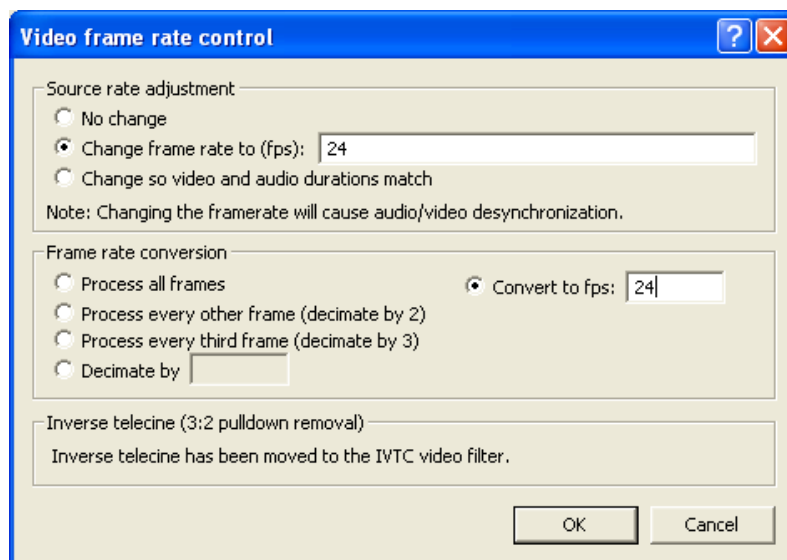 Video frame rate control
Source rate adjustment
No change
Change frame rate to (fps): 24
Change so video and audio durations match
Note: Changing the framerate will cause audio/video desynchronization.
Frame rate conversion
Process all frames
Convert to fps: 24
Process every other frame (decimate by 2)
Process every third frame (decimate by 3)
Decimate by
Inverse telecine (3:2 pulldown removal)
Inverse telecine has been moved to the IVTC video filter.
OK Cancel